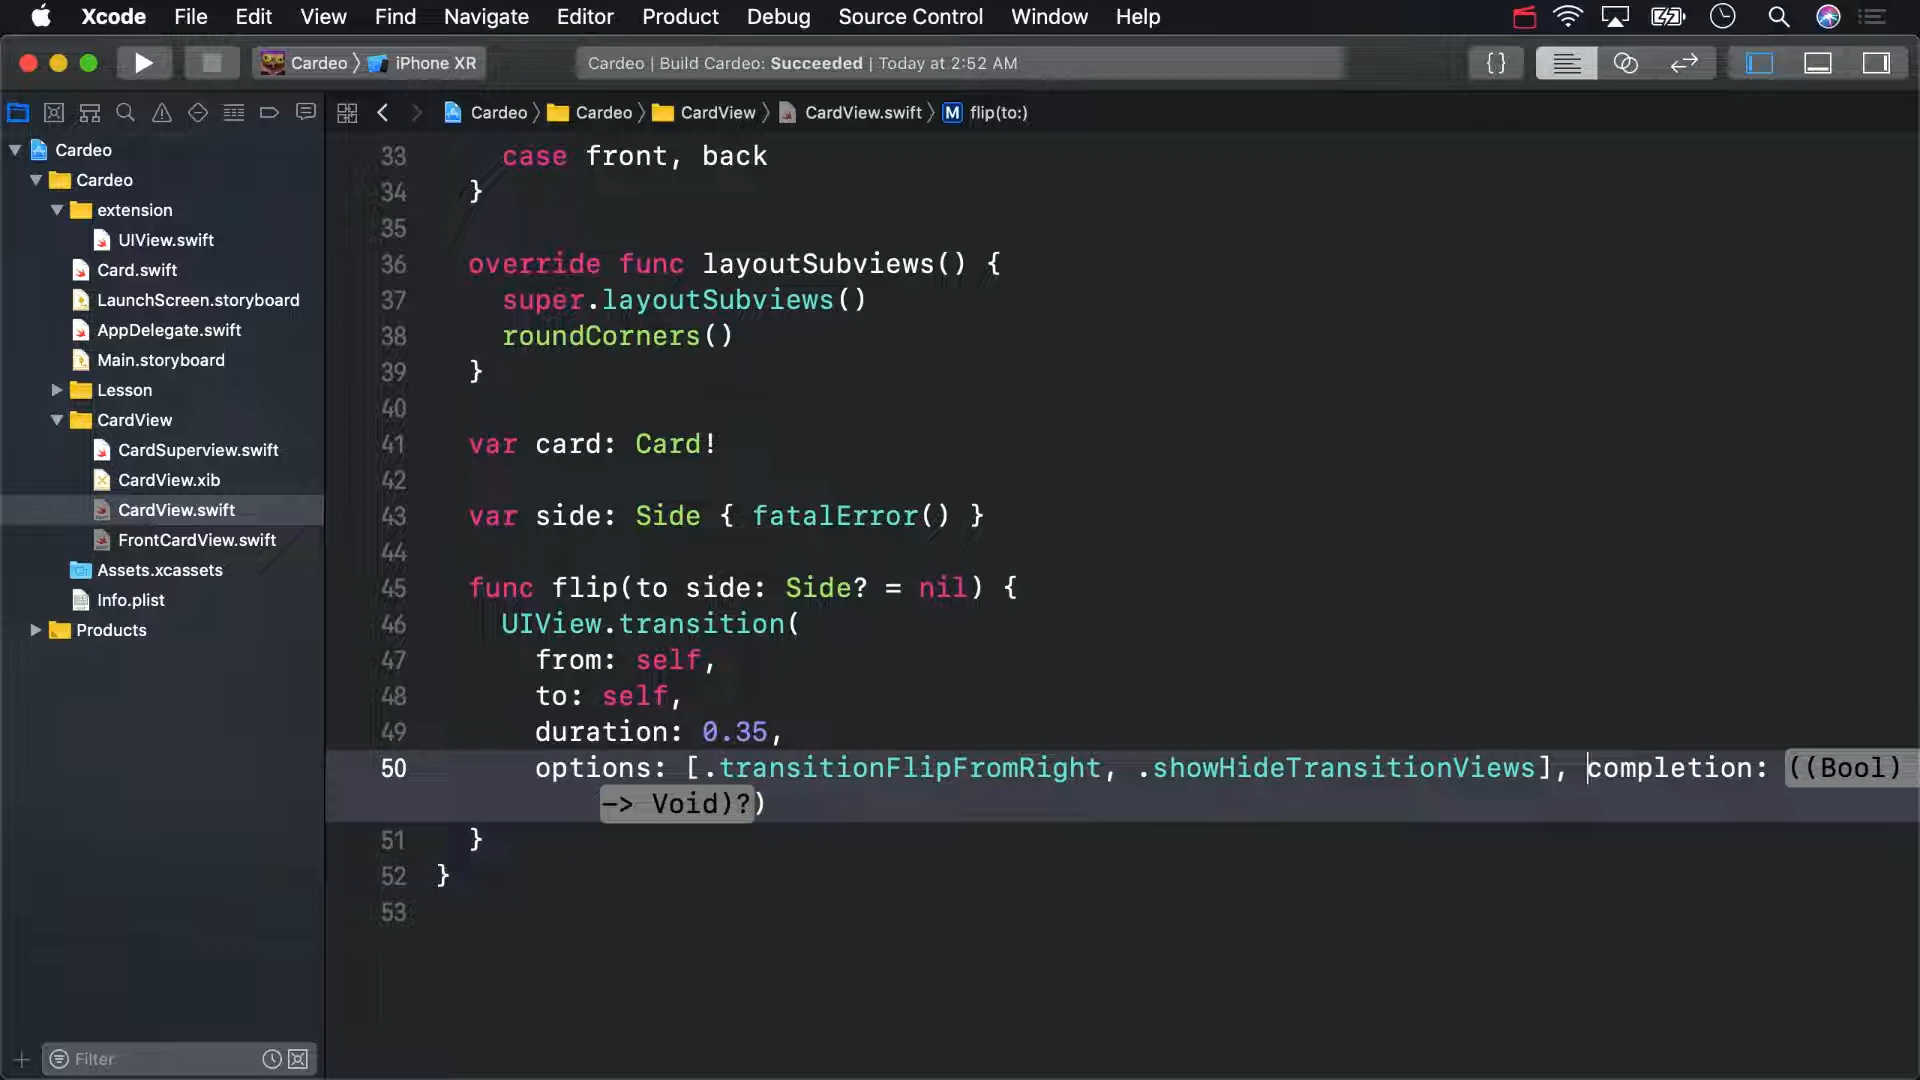 Xcode File Edit View Find Navigate Editor Product Debug Source Control Window Help
Cardeo iPhone XR Cardeo | Build Cardeo: Succeeded | Today at 2:52 AM {}
Cardeo Cardeo CardView CardView.swift M flip(to:)
Cardeo
Cardeo
extension
UIView.swift
Card.swift
LaunchScreen.storyboard
AppDelegate.swift
Main.storyboard
Lesson
CardView
CardSuperview.swift
CardView.xib
CardView.swift
FrontCardView.swift
Assets.xcassets
Info.plist
Products
Filter
33 case front, back
34 }
35
36 override func layoutSubviews() {
37 super.layoutSubviews()
38 roundCorners()
39 }
40
41 var card: Card!
42
43 var side: Side { fatalError() }
44
45 func flip(to side: Side? = nil) {
46 UIView.transition(
47 from: self,
48 to: self,
49 duration: 0.35,
50 options: [.transitionFlipFromRight, .showHideTransitionViews], completion: ((Bool)
-> Void)?)
51 }
52 }
53